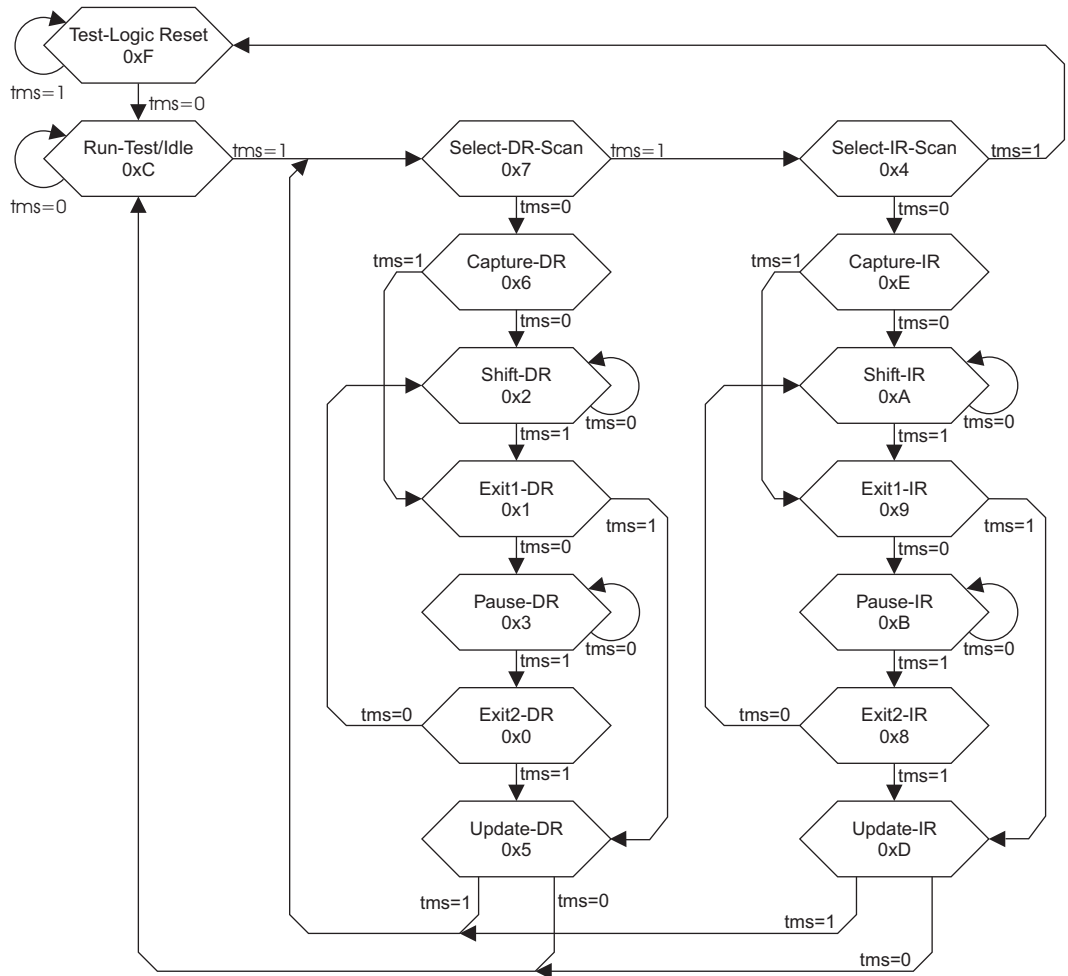 Test-Logic Reset
0xF
tms=1
tms=0
Run-Test/Idle
0xC
tms=0
tms=1
Select-DR-Scan
0x7
tms=1
tms=0
Select-IR-Scan
0x4
tms=1
tms=0
Capture-DR
0x6
tms=1
tms=0
Capture-IR
0xE
tms=1
tms=0
Shift-DR
0x2
tms=0
tms=1
Shift-IR
0xA
tms=0
tms=1
Exit1-DR
0x1
tms=1
tms=0
Exit1-IR
0x9
tms=1
tms=0
Pause-DR
0x3
tms=0
tms=1
Pause-IR
0xB
tms=0
tms=1
Exit2-DR
0x0
tms=0
tms=1
Exit2-IR
0x8
tms=0
tms=1
Update-DR
0x5
tms=1
tms=0
Update-IR
0xD
tms=1
tms=0